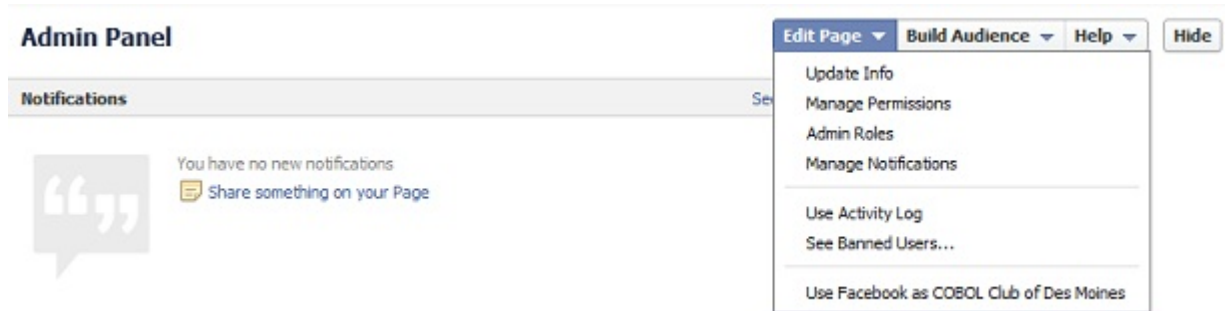 Admin Panel
Edit Page Build Audience Help Hide
Notifications
Update Info
Manage Permissions
Admin Roles
Manage Notifications
You have no new notifications
Share something on your Page
Use Activity Log
See Banned Users...
Use Facebook as COBOL Club of Des Moines